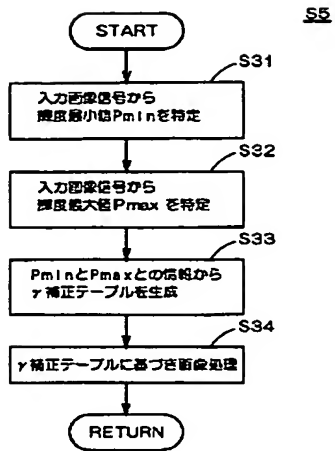 S5
START
S31
入力画像信号から
輝度最小値Pminを特定
S32
入力画像信号から
輝度最大値Pmax を特定
S33
PminとPmaxとの情報から
γ補正テーブルを生成
S34
γ補正テーブルに基づき画像処理
RETURN